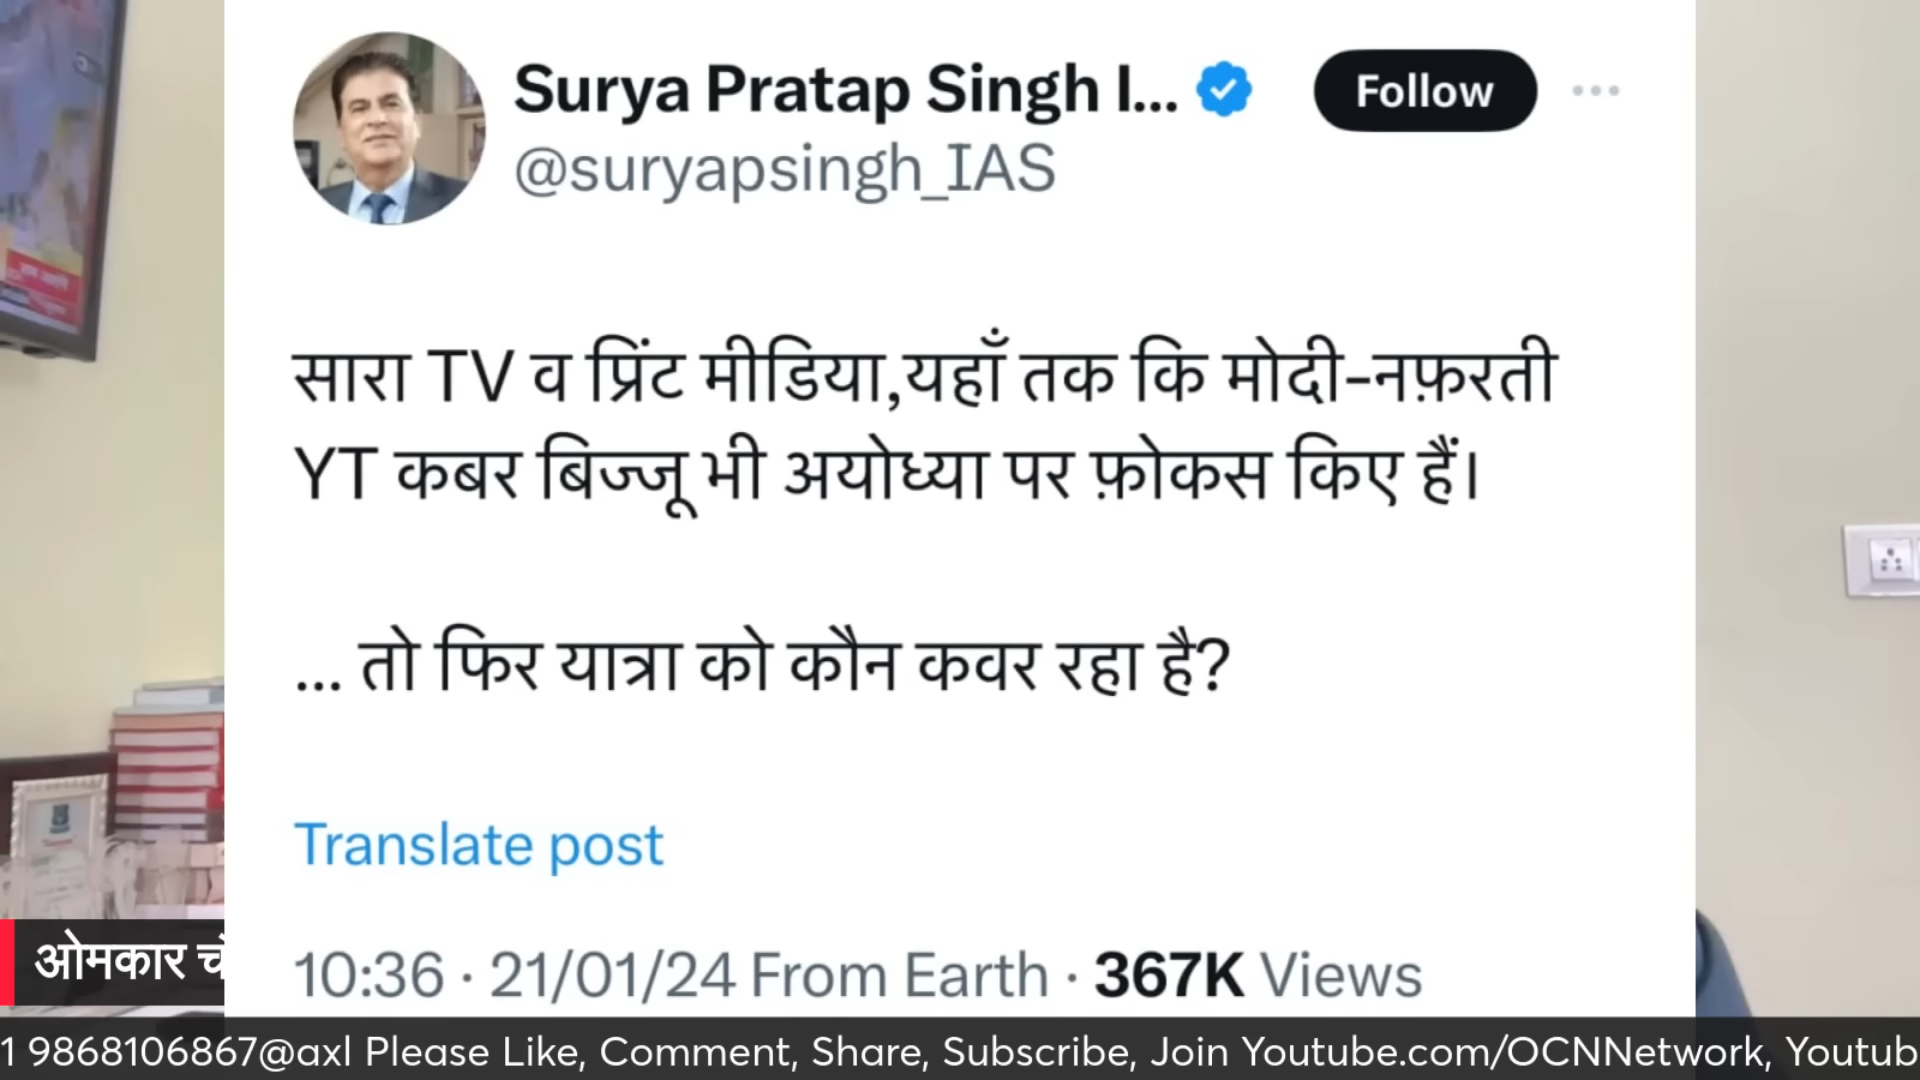 Surya Pratap Singh I...
Follow
@suryapsingh_IAS
सारा TV व प्रिंट मीडिया,यहाँ तक कि मोदी-नफ़रती
YT कबर बिज्जू भी अयोध्या पर फ़ोकस किए हैं।
... तो फिर यात्रा को कौन कवर रहा है?
Translate post
10:36 · 21/01/24 From Earth · 367K Views
ओमकार
1 9868106867@axl Please Like, Comment, Share, Subscribe, Join Youtube.com/OCNNetwork, Youtub